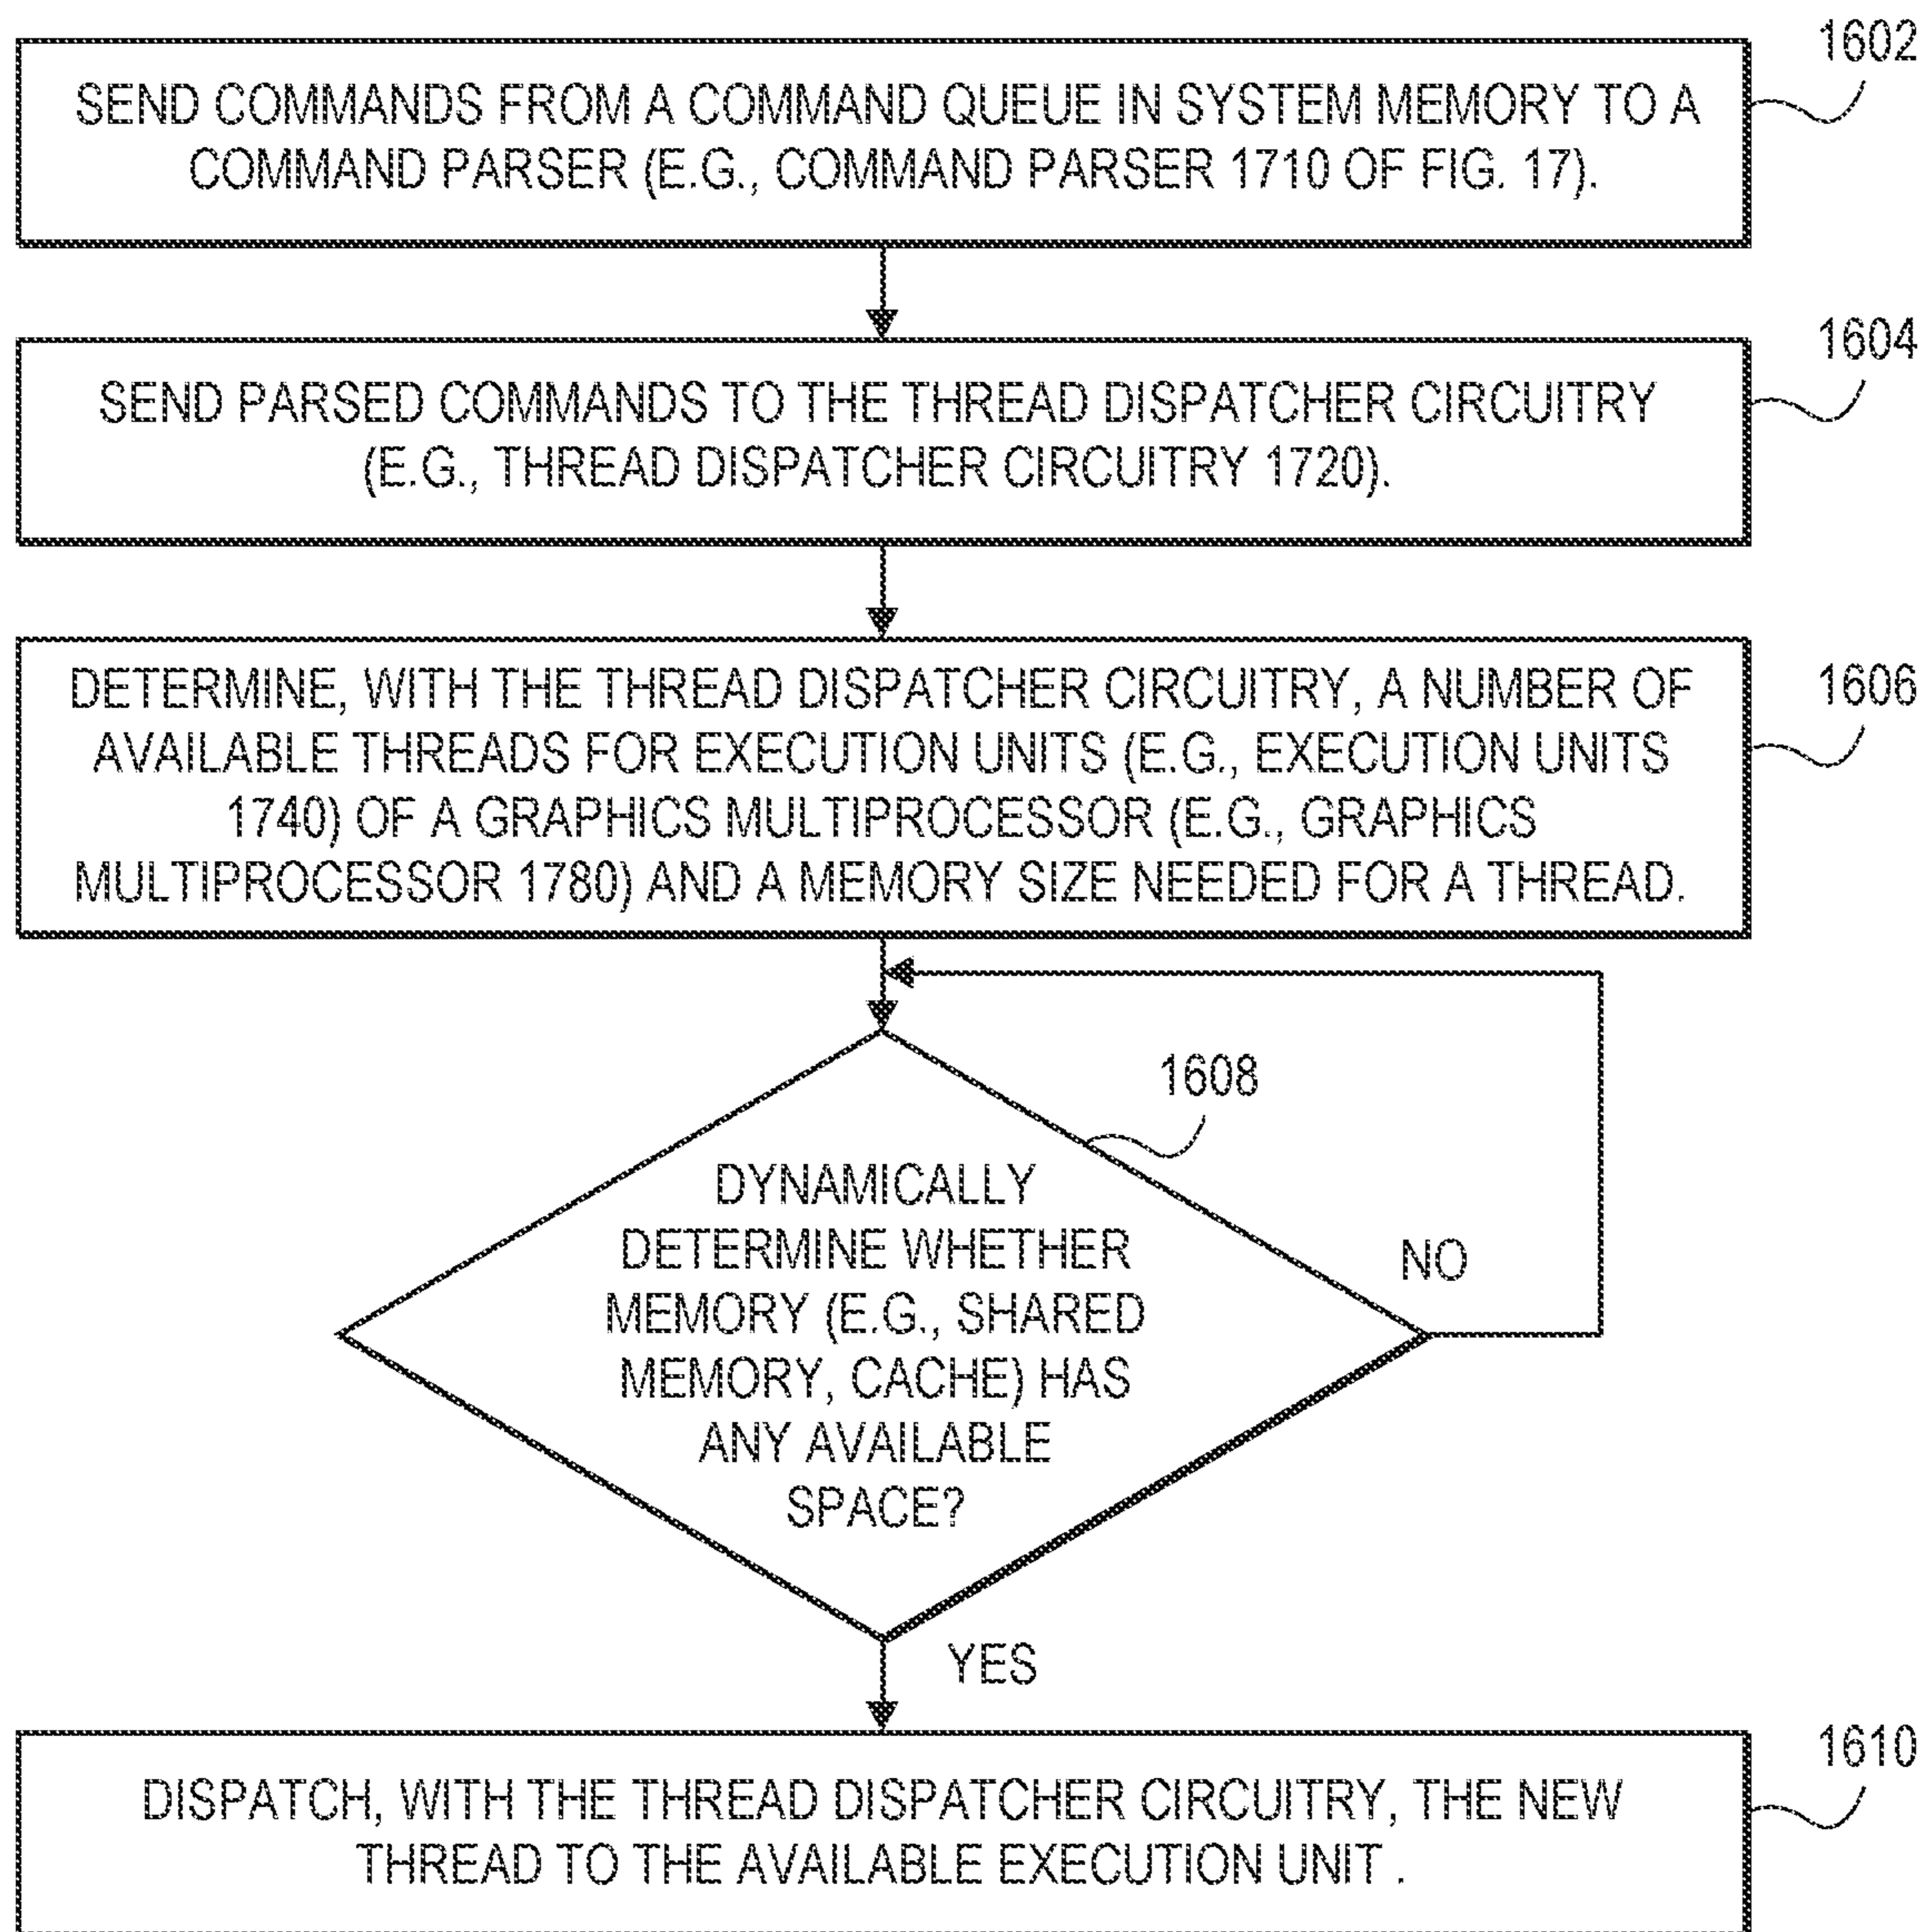 1602
SEND COMMANDS FROM A COMMAND QUEUE IN SYSTEM MEMORY TO A
COMMAND PARSER (E.G., COMMAND PARSER 1710 OF FIG. 17).
1604
SEND PARSED COMMANDS TO THE THREAD DISPATCHER CIRCUITRY
(E.G., THREAD DISPATCHER CIRCUITRY 1720).
1606
DETERMINE, WITH THE THREAD DISPATCHER CIRCUITRY, A NUMBER OF
AVAILABLE THREADS FOR EXECUTION UNITS (E.G., EXECUTION UNITS
1740) OF A GRAPHICS MULTIPROCESSOR (E.G., GRAPHICS
MULTIPROCESSOR 1780) AND A MEMORY SIZE NEEDED FOR A THREAD.
1608
DYNAMICALLY
DETERMINE WHETHER
MEMORY (E.G., SHARED
MEMORY, CACHE) HAS
ANY AVAILABLE
SPACE?
NO
YES
1610
DISPATCH, WITH THE THREAD DISPATCHER CIRCUITRY, THE NEW
THREAD TO THE AVAILABLE EXECUTION UNIT .